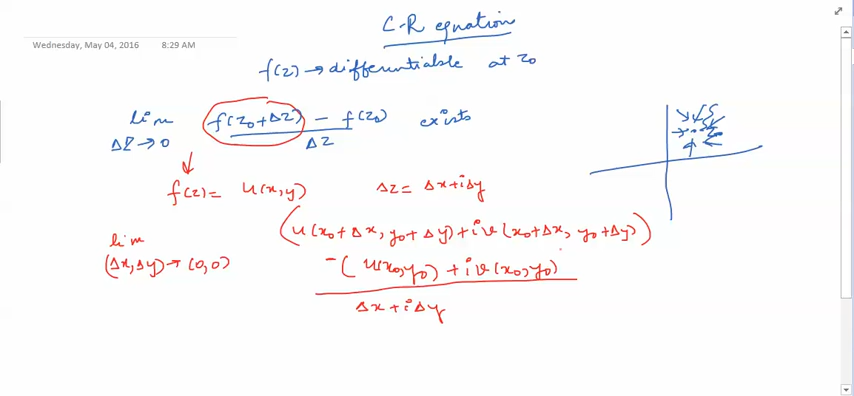 C-R equation
Wednesday, May 04, 2016 8:29 AM
f(z) → differentiable at z₀
lim f(z₀+Δz) - f(z₀) exists
Δz → 0 Δz
f(z) = u(x,y) Δz = Δx+iΔy
(u(x₀+Δx, y₀+Δy)+iv(x₀+Δx, y₀+Δy))
lim
(Δx,Δy)→(0,0) -(u(x₀,y₀)+iv(x₀,y₀)
Δx+iΔy